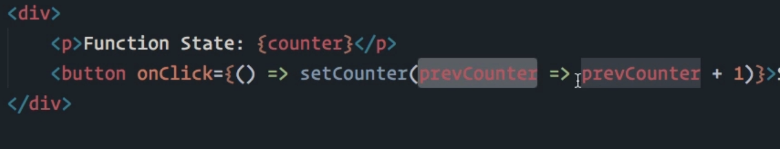 <div>
<p>Function State: {counter}</p>
<button onClick={() => setCounter(prevCounter => prevCounter + 1)}>
</div>